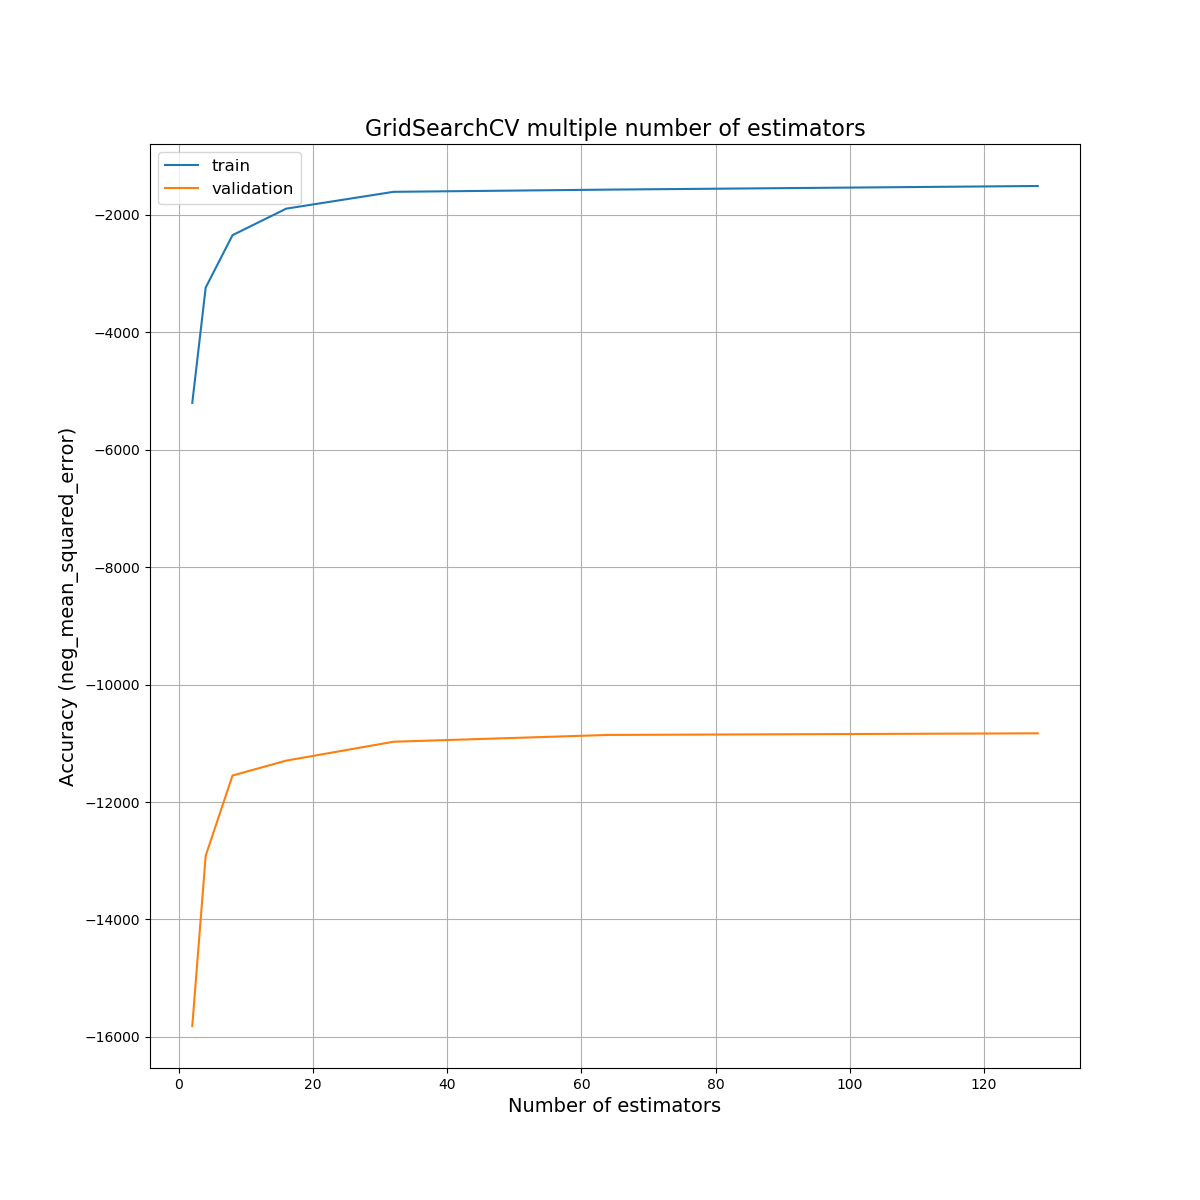 GridSearchCV multiple number of estimators
train
validation
−2000
−4000
−6000
−8000
−10000
−12000
−14000
−16000
Accuracy (neg_mean_squared_error)
0 20 40 60 80 100 120
Number of estimators